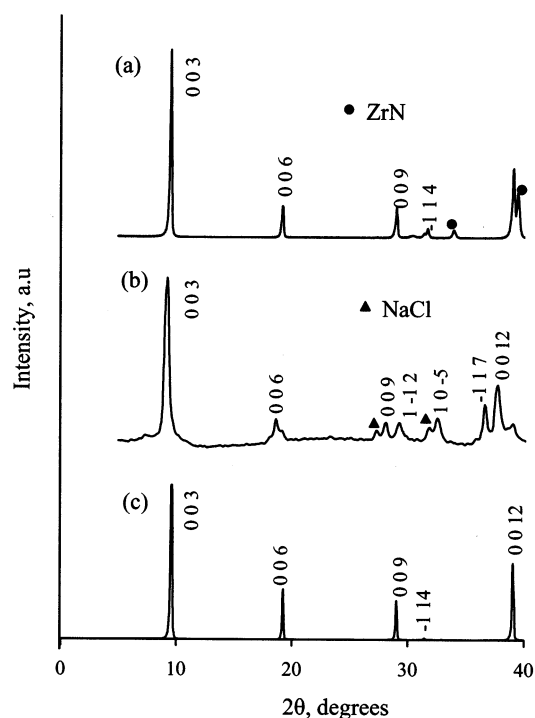 (a)
0 0 3
● ZrN
0 0 6
0 0 9
-1 1 4
(b)
0 0 3
▲ NaCl
0 0 6
0 0 9
1 -1 2
1 0 -5
-1 1 7
0 0 12
(c)
0 0 3
0 0 6
0 0 9
-1 14
0 0 12
Intensity, a.u
0
10
20
30
40
2θ, degrees